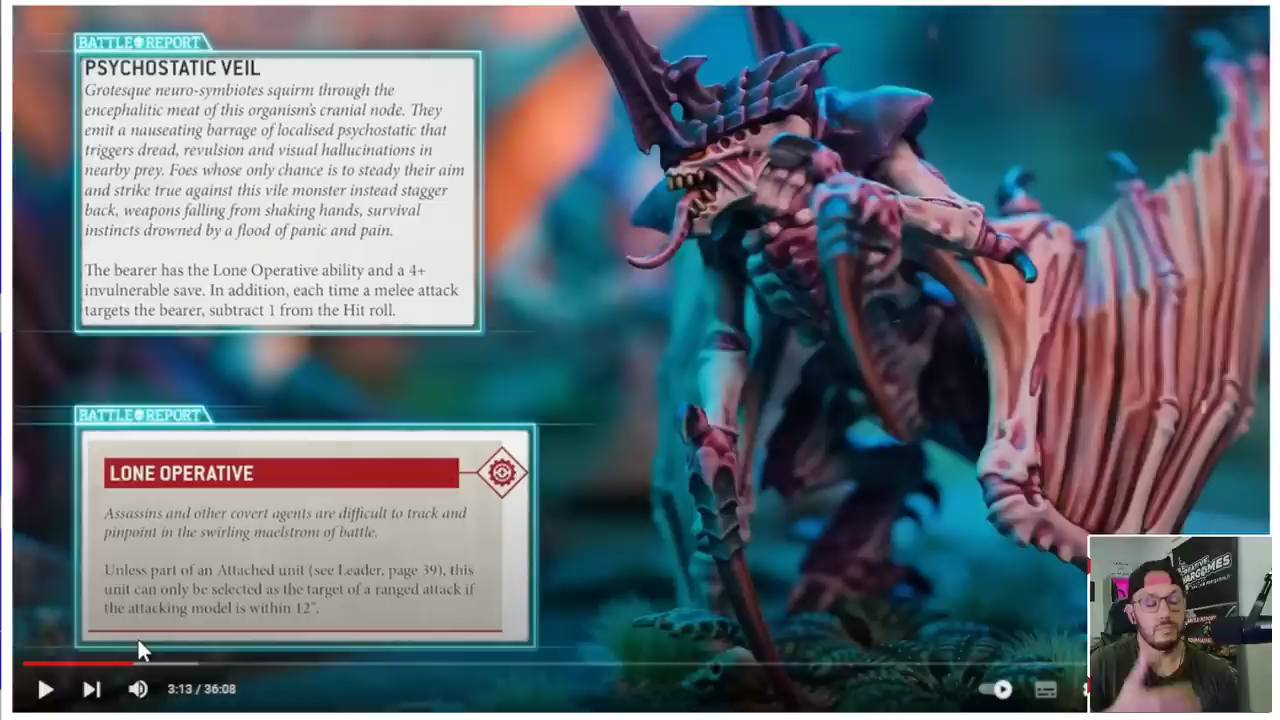 BATTLE REPORT
PSYCHOSTATIC VEIL
Grotesque neuro-symbiotes squirm through the
encephalitic meat of this organism's cranial node. They
emit a nauseating barrage of localised psychostatic that
triggers dread, revulsion and visual hallucinations in
nearby prey. Foes whose only chance is to steady their aim
and strike true against this vile monster instead stagger
back, weapons falling from shaking hands, survival
instincts drowned by a flood of panic and pain.
The bearer has the Lone Operative ability and a 4+
invulnerable save. In addition, each time a melee attack
targets the bearer, subtract 1 from the Hit roll.
BATTLE REPORT
LONE OPERATIVE
Assassins and other covert agents are difficult to track and
pinpoint in the swirling maelstrom of battle.
Unless part of an Attached unit (see Leader, page 39), this
unit can only be selected as the target of a ranged attack if
the attacking model is within 12".
3:13 / 36:08